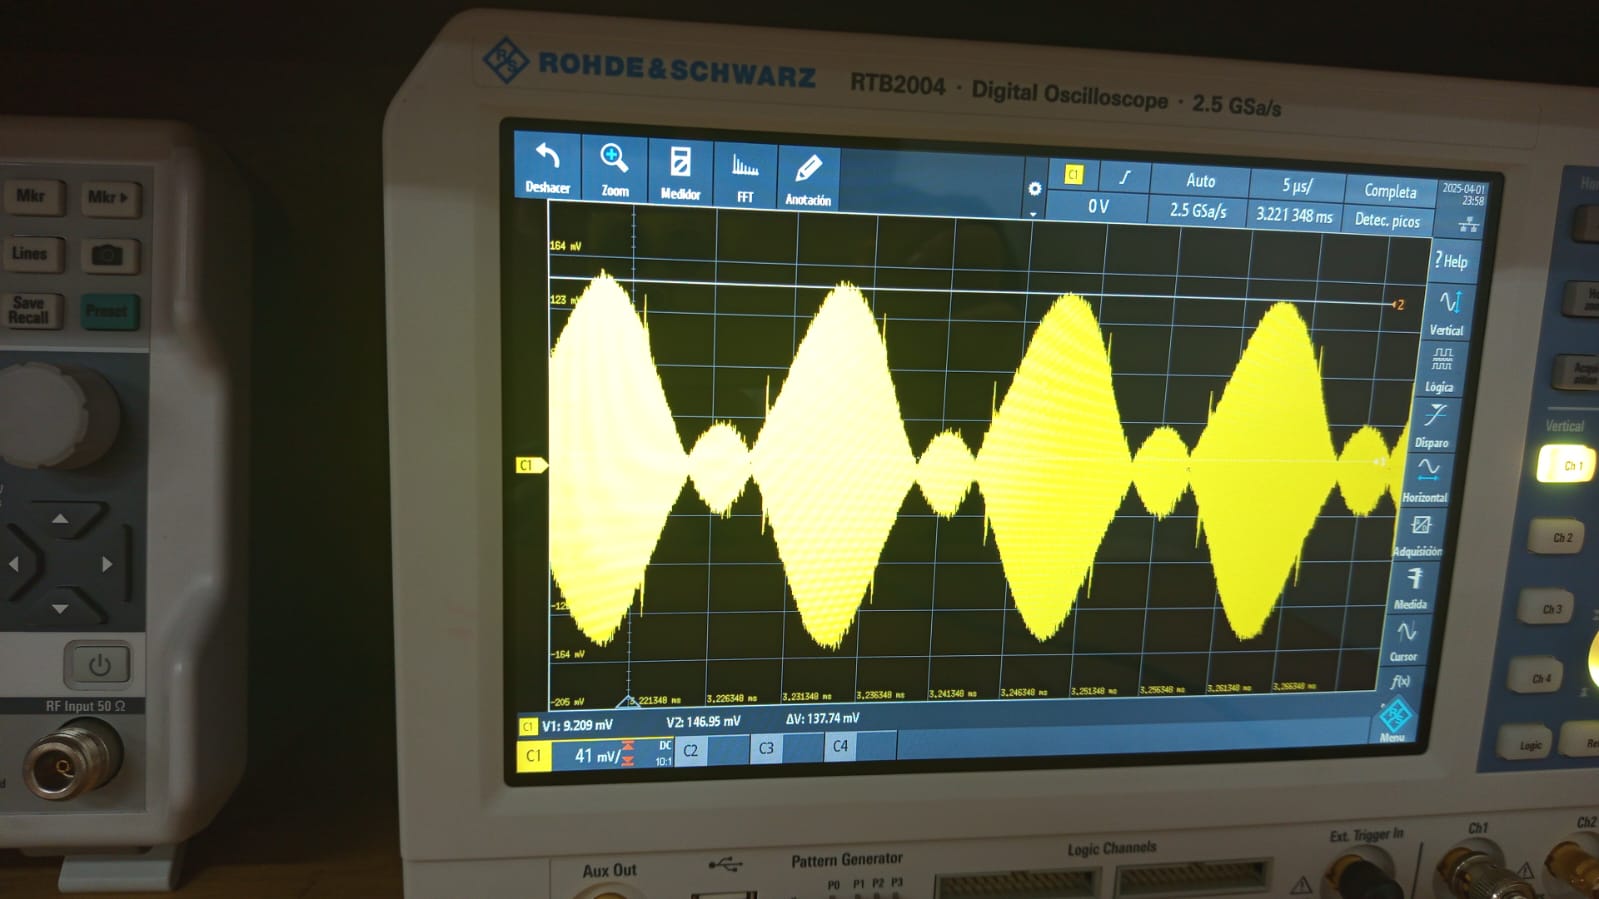 ROHDE & SCHWARZ RTB2004 · Digital Oscilloscope · 2.5 GSa/s
Mkr Mkr
Lines
Save Recall Preset
RF Input 50 Ω
Deshacer Zoom Medidor FFT Anotación
C1 Auto 5 µs/ Completa 2025-04-01
0 V 2.5 GSa/s 3.221 348 ms Detec. picos 23:58
? Help
Vertical
Lógica
Disparo
Horizontal
Adquisición
Medida
Cursor
f(x)
Menu
164 mV
123 mV
2
C1
-164 mV
-205 mV
3.221348 ms 3.226348 ms 3.231348 ms 3.236348 ms 3.241348 ms 3.246348 ms 3.251348 ms 3.256348 ms 3.261348 ms 3.266348 ms
C1 V1: 9.209 mV V2: 146.95 mV ΔV: 137.74 mV
C1 41 mV/ DC 10:1 C2 C3 C4
Vertical
Ch 1
Ch 2
Ch 3
Ch 4
Logic
Aux Out
Pattern Generator
P0 P1 P2 P3
Logic Channels
Ext. Trigger In
Ch1
Ch2